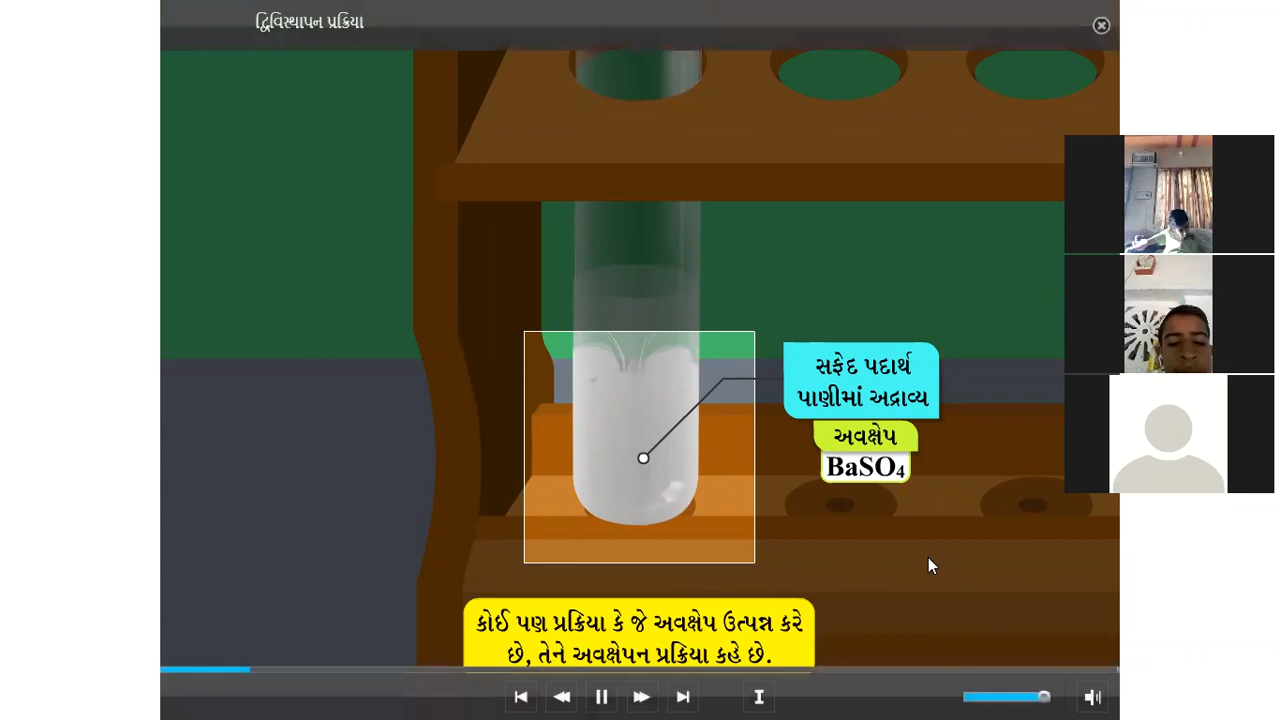 દ્વિવિસ્થાપન પ્રક્રિયા
સફેદ પદાર્થ
પાણીમાં અદ્રાવ્ય
અવક્ષેપ
BaSO₄
કોઈ પણ પ્રક્રિયા કે જે અવક્ષેપ ઉત્પન્ન કરે
છે, તેને અવક્ષેપન પ્રક્રિયા કહે છે.